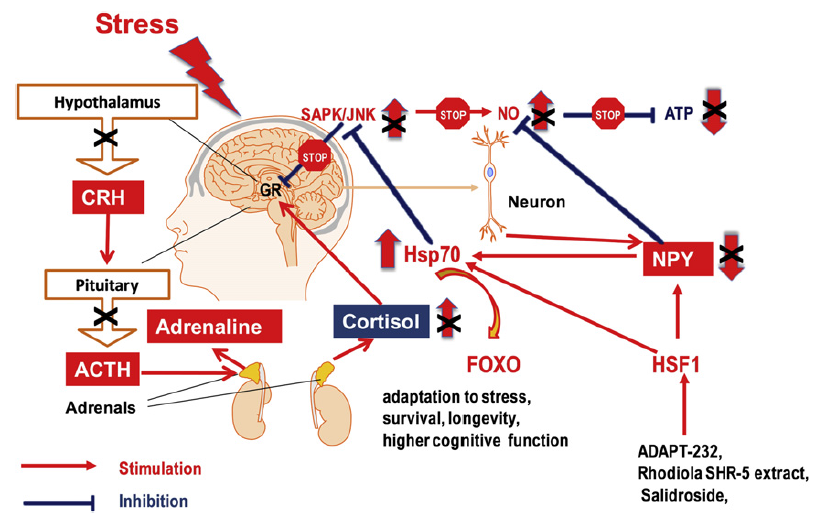 Stress
Hypothalamus
SAPK/JNK
STOP
NO
STOP
ATP
STOP
CRH
GR
Neuron
Hsp70
NPY
Pituitary
Adrenaline
Cortisol
ACTH
FOXO
HSF1
Adrenals
adaptation to stress,
survival, longevity,
higher cognitive function
ADAPT-232,
Rhodiola SHR-5 extract,
Salidroside,
Stimulation
Inhibition